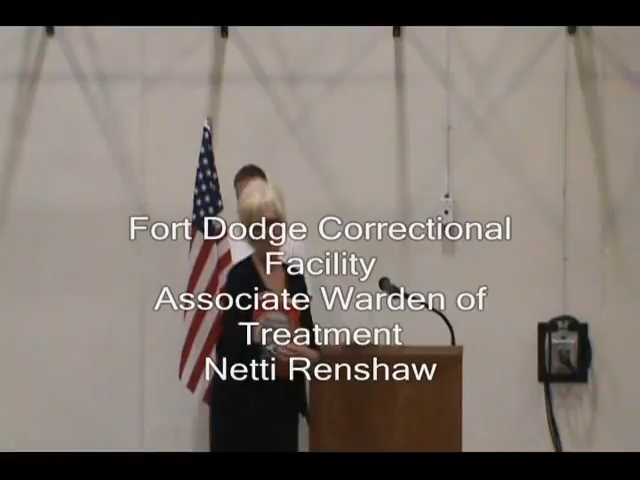 Fort Dodge Correctional
Facility
Associate Warden of
Treatment
Netti Renshaw